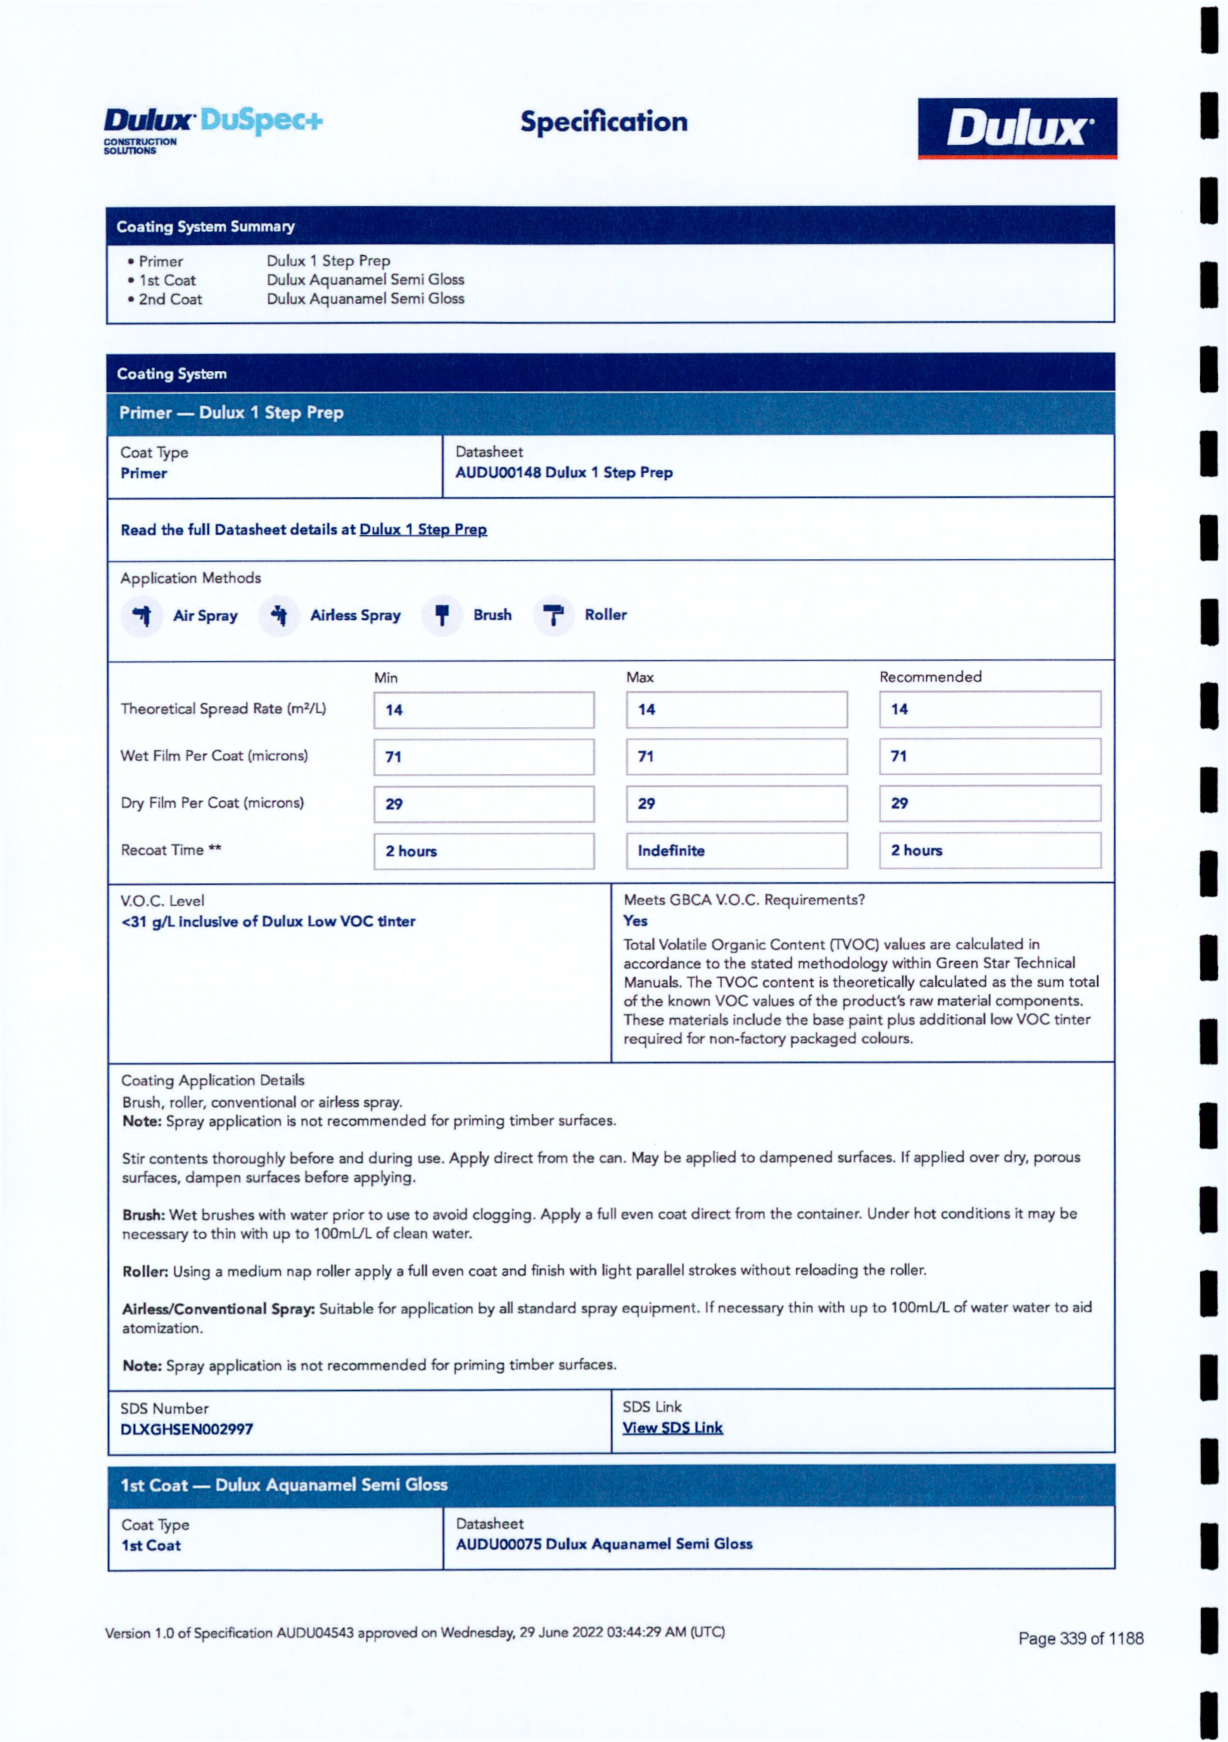 Dulux DuSpec+
CONSTRUCTION
SOLUTIONS
Specification
Dulux
Coating System Summary
• Primer Dulux 1 Step Prep
• 1st Coat Dulux Aquanamel Semi Gloss
• 2nd Coat Dulux Aquanamel Semi Gloss
Coating System
Primer — Dulux 1 Step Prep
Coat Type Datasheet
Primer AUDU00148 Dulux 1 Step Prep
Read the full Datasheet details at Dulux 1 Step Prep
Application Methods
Air Spray Airless Spray Brush Roller
Min Max Recommended
Theoretical Spread Rate (m²/L) 14 14 14
Wet Film Per Coat (microns) 71 71 71
Dry Film Per Coat (microns) 29 29 29
Recoat Time ** 2 hours Indefinite 2 hours
V.O.C. Level
<31 g/L inclusive of Dulux Low VOC tinter
Meets GBCA V.O.C. Requirements?
Yes
Total Volatile Organic Content (TVOC) values are calculated in
accordance to the stated methodology within Green Star Technical
Manuals. The TVOC content is theoretically calculated as the sum total
of the known VOC values of the product's raw material components.
These materials include the base paint plus additional low VOC tinter
required for non-factory packaged colours.
Coating Application Details
Brush, roller, conventional or airless spray.
Note: Spray application is not recommended for priming timber surfaces.
Stir contents thoroughly before and during use. Apply direct from the can. May be applied to dampened surfaces. If applied over dry, porous
surfaces, dampen surfaces before applying.
Brush: Wet brushes with water prior to use to avoid clogging. Apply a full even coat direct from the container. Under hot conditions it may be
necessary to thin with up to 100mL/L of clean water.
Roller: Using a medium nap roller apply a full even coat and finish with light parallel strokes without reloading the roller.
Airless/Conventional Spray: Suitable for application by all standard spray equipment. If necessary thin with up to 100mL/L of water water to aid
atomization.
Note: Spray application is not recommended for priming timber surfaces.
SDS Number SDS Link
DLXGHSEN002997 View SDS Link
1st Coat — Dulux Aquanamel Semi Gloss
Coat Type Datasheet
1st Coat AUDU00075 Dulux Aquanamel Semi Gloss
Version 1.0 of Specification AUDU04543 approved on Wednesday, 29 June 2022 03:44:29 AM (UTC)
Page 339 of 1188